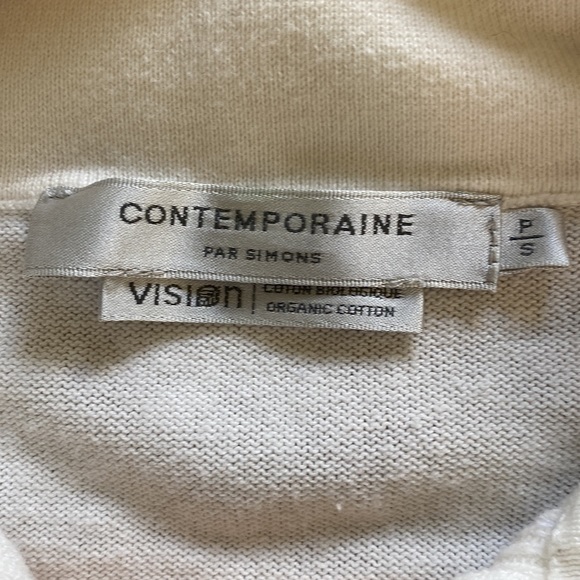 CONTEMPORAINE
PAR SIMONS
P
S
VISION
COTON BIOLOGIQUE
ORGANIC COTTON